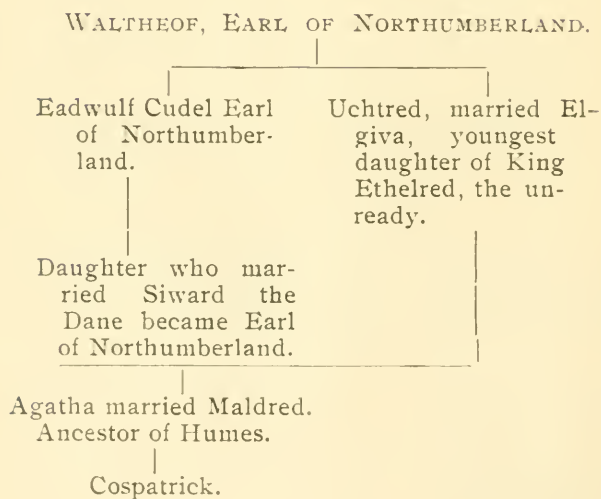 WALTHEOF, EARL OF NORTHUMBERLAND.
Eadwulf Cudel Earl
of Northumber-
land.
Uchtred, married El-
giva, youngest
daughter of King
Ethelred, the un-
ready.
Daughter who mar-
ried Siward the
Dane became Earl
of Northumberland.
Agatha married Maldred.
Ancestor of Humes.
Cospatrick.